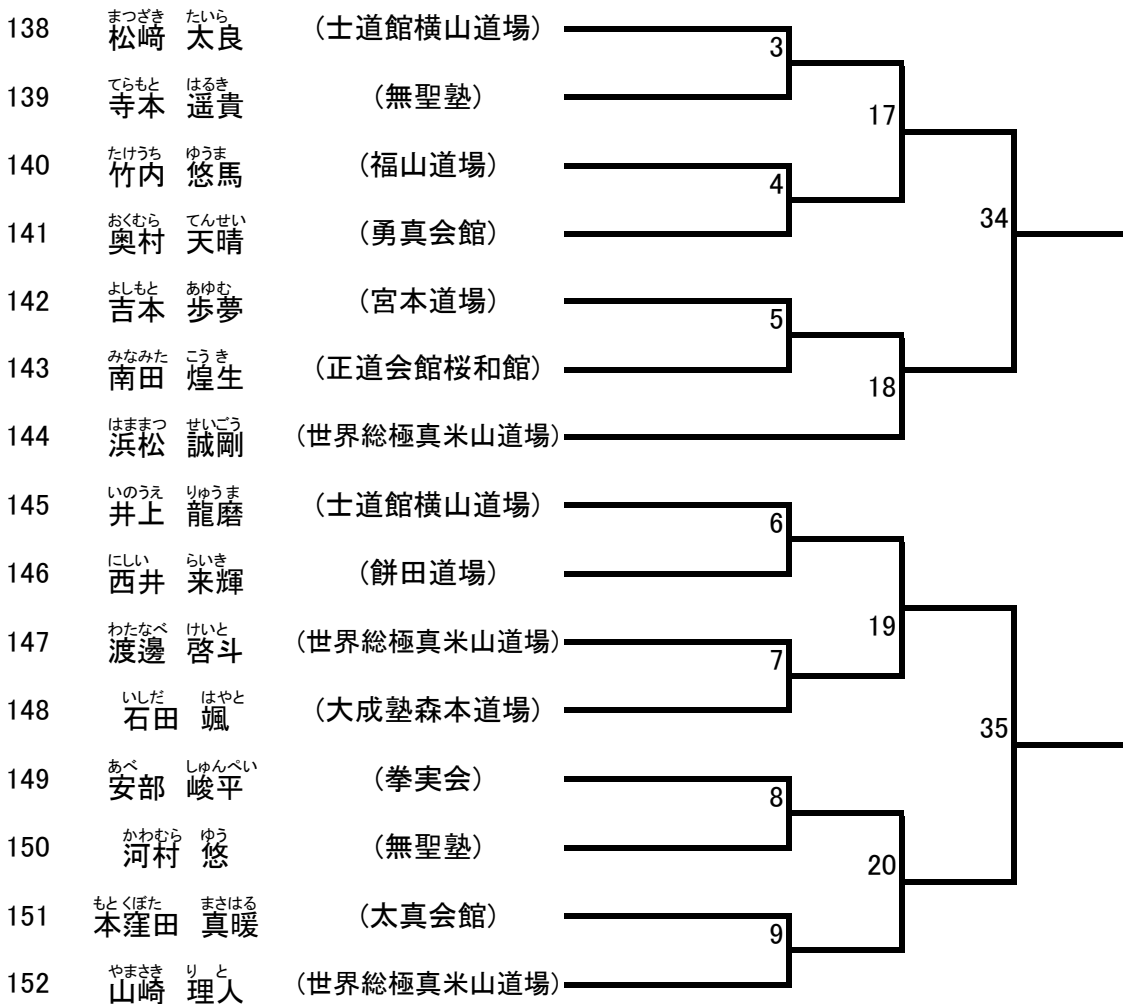 まつざき たいら
138 松﨑 太良 (士道館横山道場)
3
てらもと はるき
139 寺本 遥貴 (無聖塾)
17
たけうち ゆうま
140 竹内 悠馬 (福山道場)
4
おくむら てんせい
141 奥村 天晴 (勇真会館)
34
よしもと あゆむ
142 吉本 歩夢 (宮本道場)
5
みなみた こうき
143 南田 煌生 (正道会館桜和館)
18
はままつ せいごう
144 浜松 誠剛 (世界総極真米山道場)
いのうえ りゅうま
145 井上 龍磨 (士道館横山道場)
6
にしい らいき
146 西井 来輝 (餅田道場)
19
わたなべ けいと
147 渡邊 啓斗 (世界総極真米山道場)
7
いしだ はやと
148 石田 颯 (大成塾森本道場)
35
あべ しゅんぺい
149 安部 峻平 (拳実会)
8
かわむら ゆう
150 河村 悠 (無聖塾)
20
もとくぼた まさはる
151 本窪田 真暖 (太真会館)
9
やまさき りと
152 山崎 理人 (世界総極真米山道場)